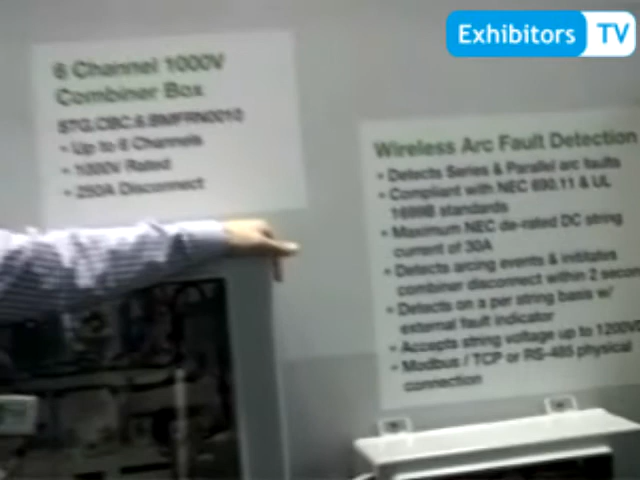 Exhibitors TV
6 Channel 1000V
Combiner Box
• Up to 6 Channels
• 1000V Rated
• 250A Disconnect
Wireless Arc Fault Detection
• Detects Series & Parallel arc faults
• Compliant with NEC 690.11 & UL
1699B standards
• Maximum NEC de-rated DC string
current of 30A
• Detects arcing events & initiates
combiner disconnect within 2
• Detects on a per string basis w/
external fault indicator
• Accepts string voltage up to 1200V
• Modbus / TCP or RS-485 physical
connection